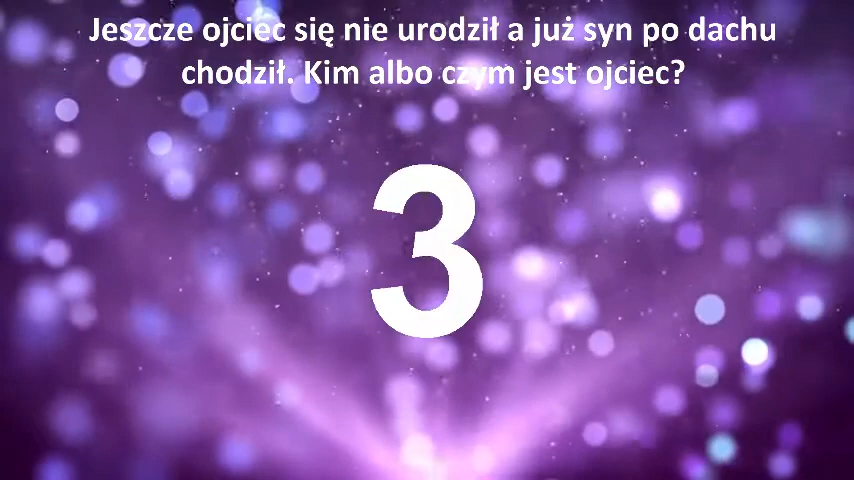 Jeszcze ojciec się nie urodził a już syn po dachu
chodził. Kim albo czym jest ojciec?
3